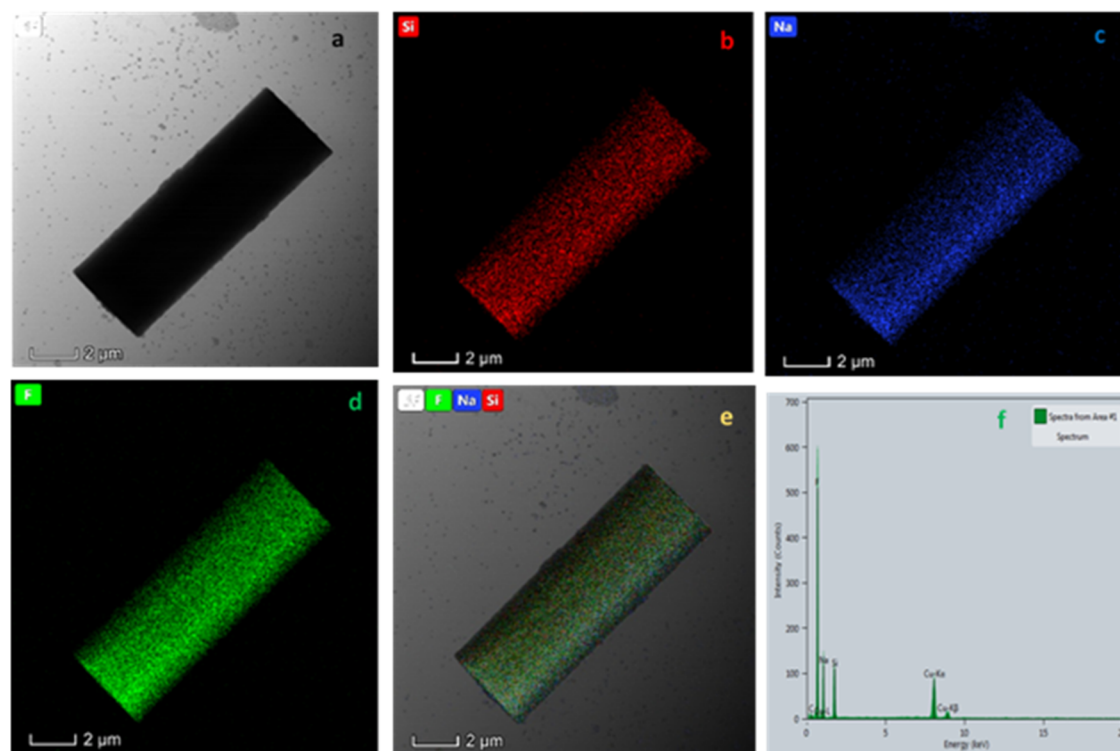 a
2 μm
Si
b
2 μm
Na
c
2 μm
F
d
2 μm
F Na Si
e
2 μm
f
Spectra from Area #1
Spectrum
700
600
500
400
300
200
100
0
Intensity (Counts)
F
Na
Si
C
Cu-Kα
Cu-Kβ
0 5 10 15
Energy (keV)